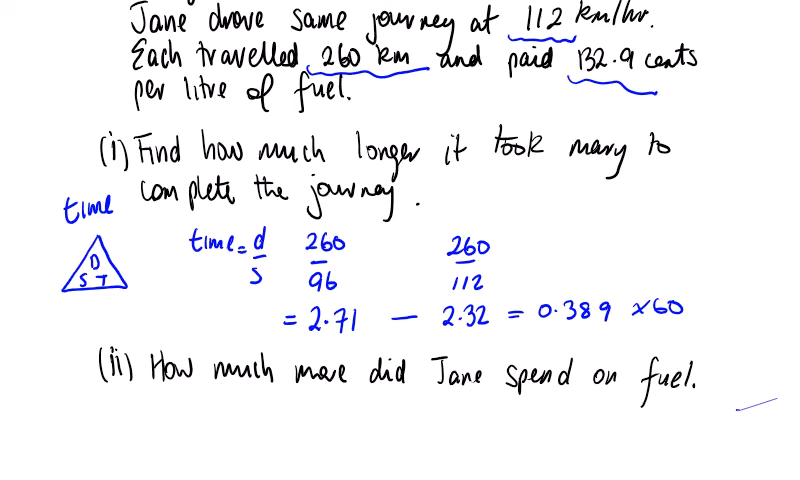 Jane drove same journey at 112 km/hr.
Each travelled 260 km and paid 132.9 cents
per litre of fuel.
(i) Find how much longer it took mary to
complete the journey.
time
D
S T
time = d/s 260/96 260/112
= 2.71 — 2.32 = 0.389 x60
(ii) How much more did Jane spend on fuel.